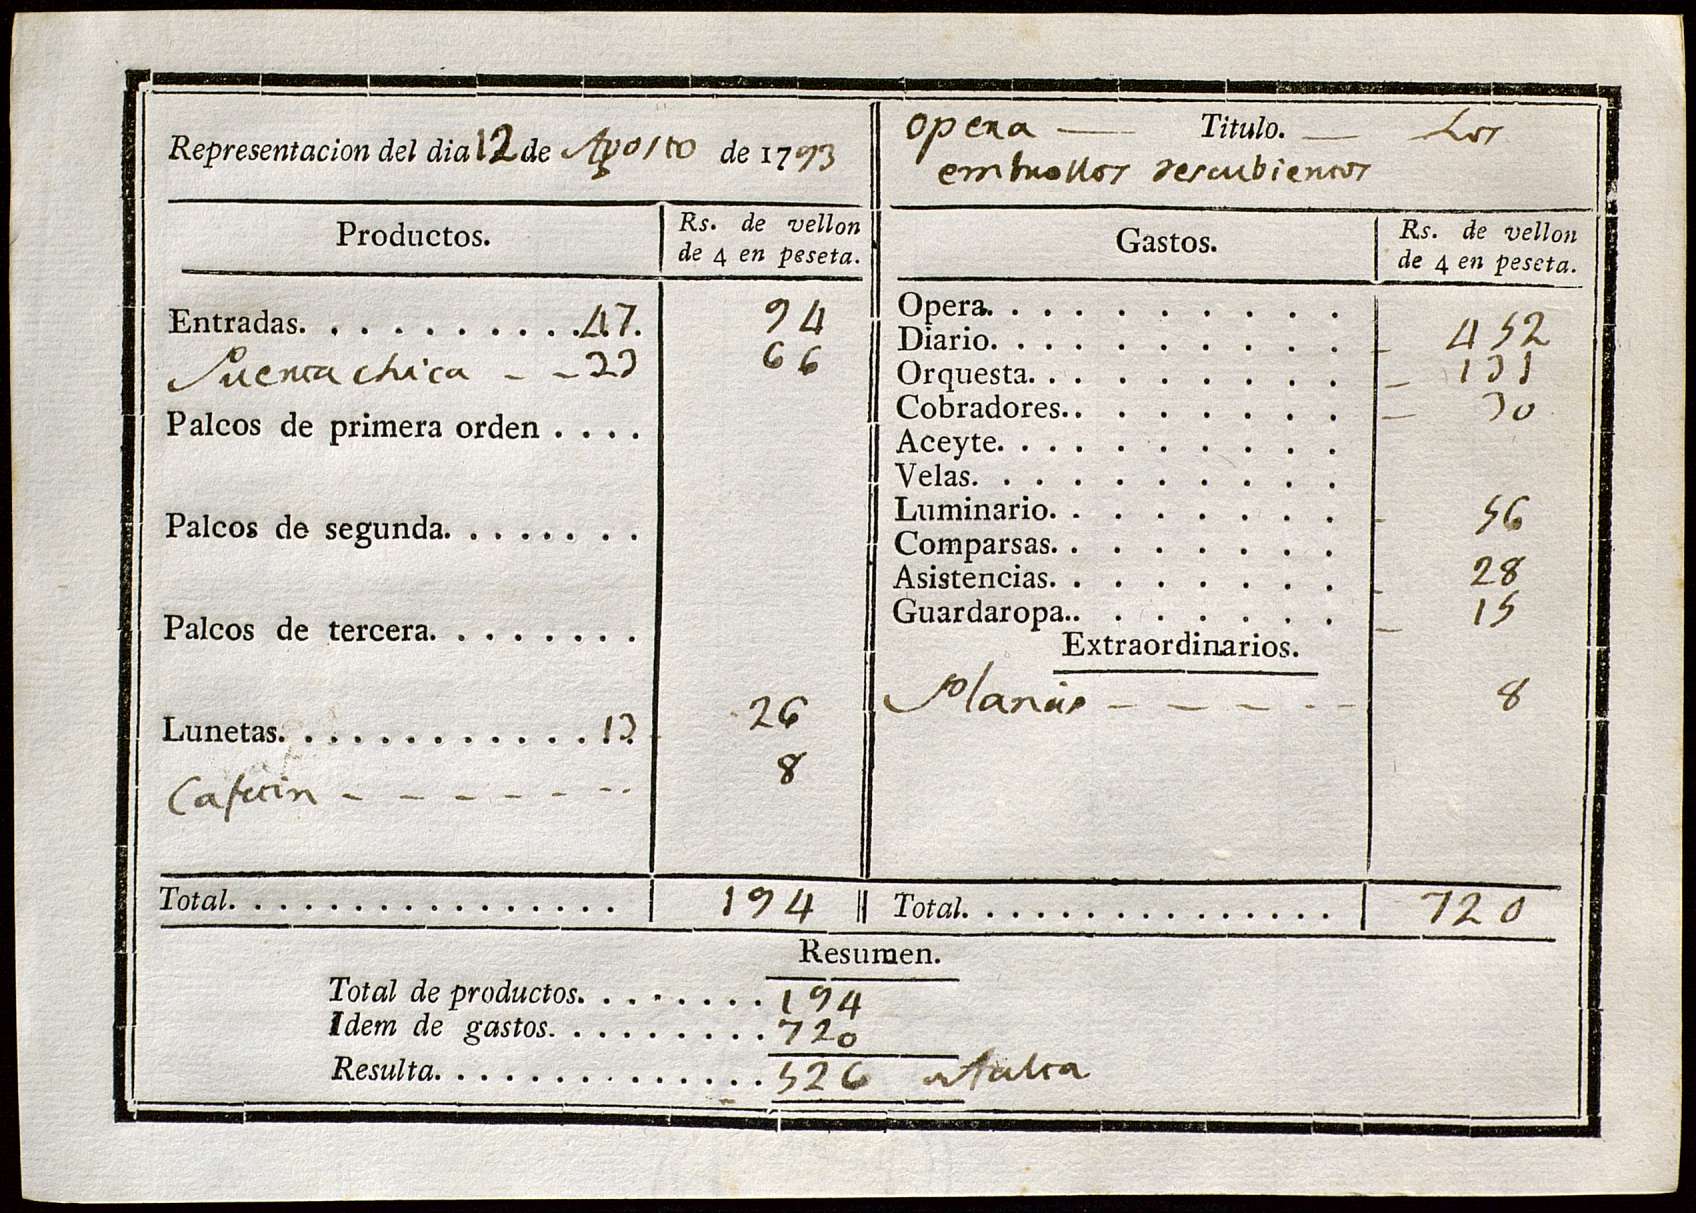 Representacion del dia 12 de Agosto de 1793
Opera — Titulo. — Los
embrollos descubiertos
Productos. Rs. de vellon de 4 en peseta.
Entradas. . . . . . . . . . . 47. 94
Puerta chica - - 33 66
Palcos de primera orden . . . .
Palcos de segunda. . . . . . . .
Palcos de tercera. . . . . . . .
Lunetas. . . . . . . . . . . . . 13 26
Cafetin - - - - - - - 8
Total. . . . . . . . . . . . . . . . 194
Gastos. Rs. de vellon de 4 en peseta.
Opera. . . . . . . . . . .
Diario. . . . . . . . . . . - 452
Orquesta. . . . . . . . . . - 131
Cobradores.. . . . . . . . - 30
Aceyte. . . . . . . . . . .
Velas. . . . . . . . . . .
Luminario. . . . . . . . . - 56
Comparsas. . . . . . . . .
Asistencias. . . . . . . . - 28
Guardaropa.. . . . . . . . - 15
Extraordinarios.
- - - - - 8
Total. . . . . . . . . . . . . . . 720
Resumen.
Total de productos. . . . . . . . 194
Idem de gastos. . . . . . . . . . 720
Resulta. . . . . . . . . . . . . . 526 falta